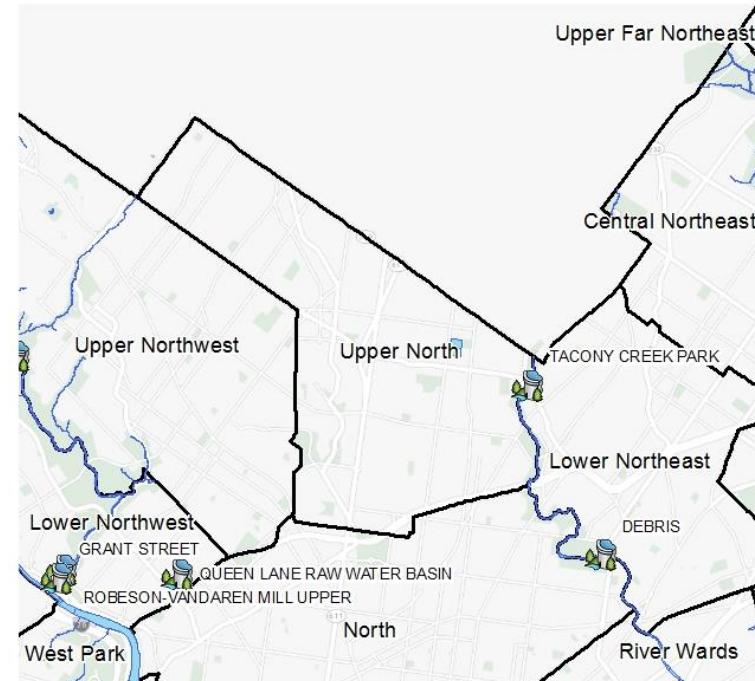 Upper Far Northeast
Central Northeast
Upper Northwest
Upper North
TACONY CREEK PARK
Lower Northeast
Lower Northwest
DEBRIS
GRANT STREET
QUEEN LANE RAW WATER BASIN
ROBESON-VANDAREN MILL UPPER
611
North
West Park
River Wards